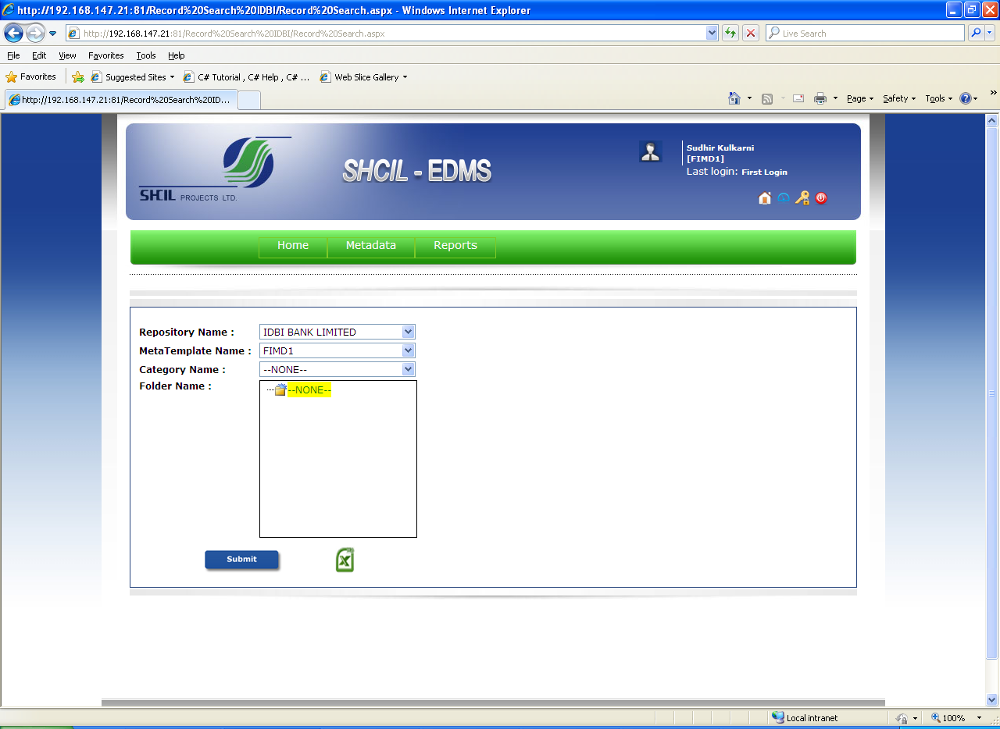 http://192.168.147.21:81/Record%20Search%20IDBI/Record%20Search.aspx - Windows Internet Explorer
http://192.168.147.21:81/Record%20Search%20IDBI/Record%20Search.aspx
Live Search
File Edit View Favorites Tools Help
Favorites Suggested Sites C# Tutorial , C# Help , C# ... Web Slice Gallery
http://192.168.147.21:81/Record%20Search%20ID...
Page Safety Tools
SHCIL PROJECTS LTD.
SHCIL - EDMS
Sudhir Kulkarni
[FIMD1]
Last login: First Login
Home Metadata Reports
Repository Name : IDBI BANK LIMITED
MetaTemplate Name : FIMD1
Category Name : --NONE--
Folder Name : --NONE--
Submit
Local intranet 100%